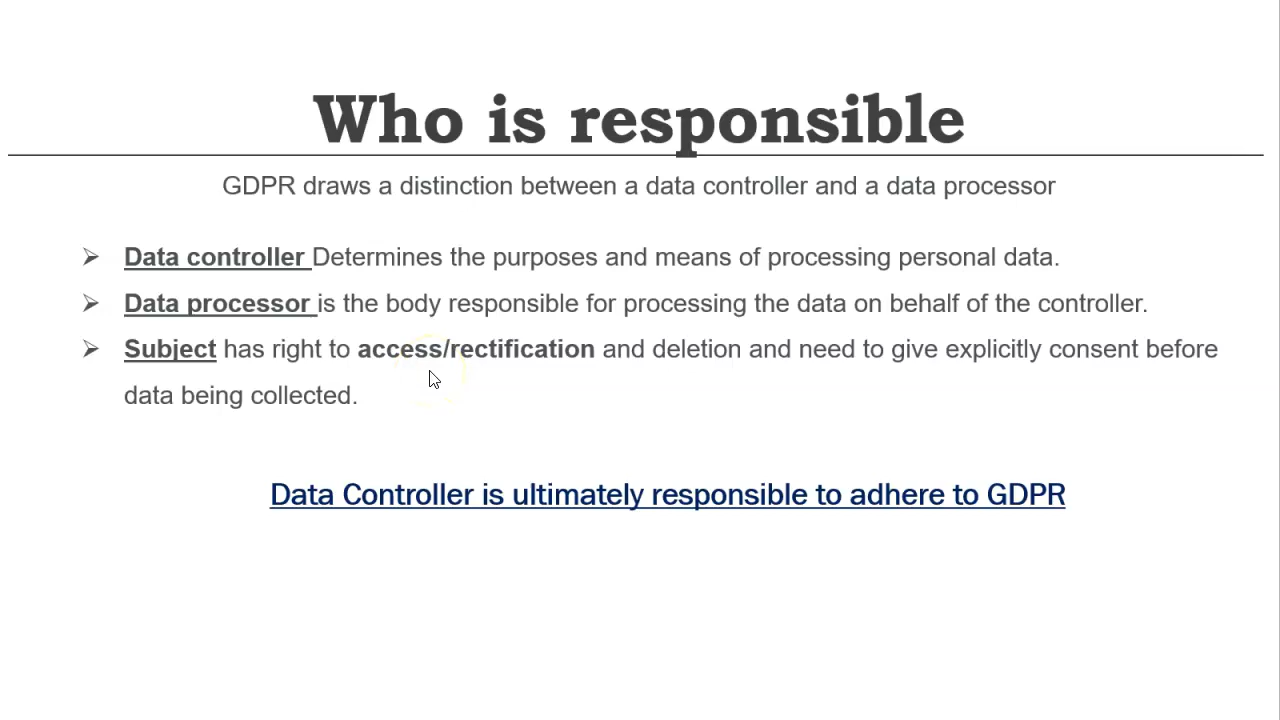 Who is responsible
GDPR draws a distinction between a data controller and a data processor
➢ Data controller Determines the purposes and means of processing personal data.
➢ Data processor is the body responsible for processing the data on behalf of the controller.
➢ Subject has right to access/rectification and deletion and need to give explicitly consent before
data being collected.
Data Controller is ultimately responsible to adhere to GDPR